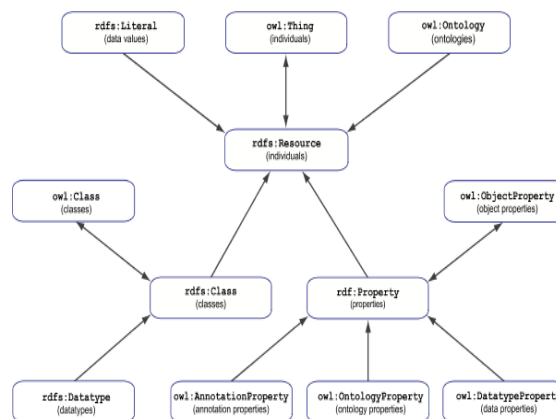 rdfs:Literal
(data values)
owl:Thing
(individuals)
owl:Ontology
(ontologies)
rdfs:Resource
(individuals)
owl:Class
(classes)
owl:ObjectProperty
(object properties)
rdfs:Class
(classes)
rdf:Property
(properties)
rdfs:Datatype
(datatypes)
owl:AnnotationProperty
(annotation properties)
owl:OntologyProperty
(ontology properties)
owl:DatatypePropert
(data properties)